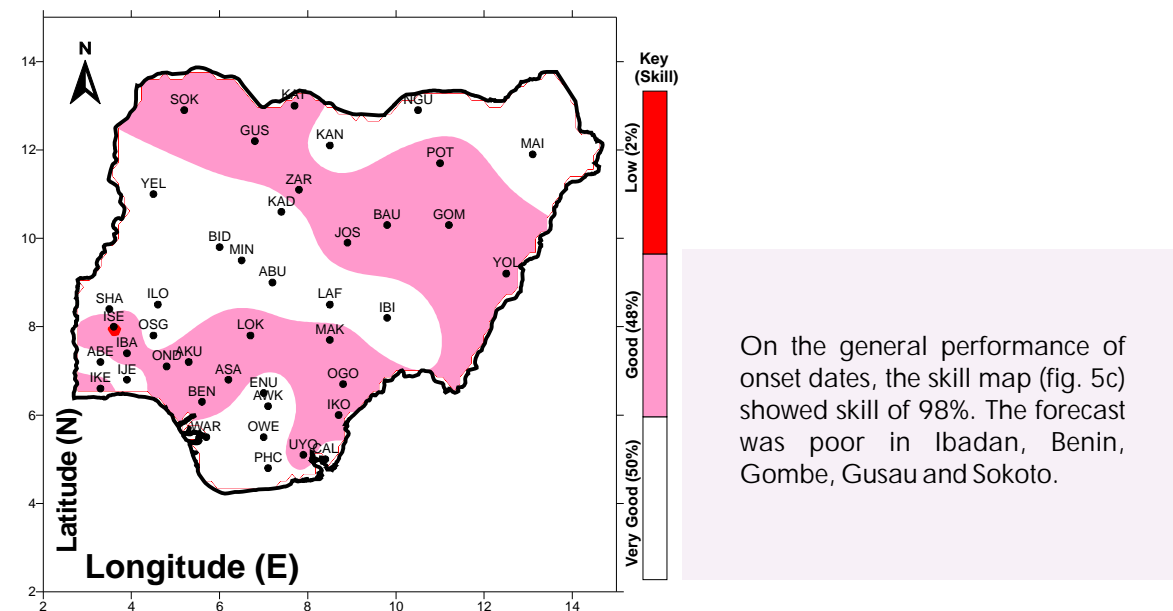 N
Key
(Skill)
14
12
10
8
6
4
2
2
4
6
8
10
12
14
Latitude (N)
Longitude (E)
SOK
KAT
NGU
GUS
KAN
MAI
POT
YEL
ZAR
KAD
BAU
GOM
JOS
BID
MIN
YOL
ABU
SHA
ILO
LAF
IBI
ISE
OSG
LOK
MAK
IBA
ABE
OND
AKU
IKE
IJE
ASA
OGO
BEN
ENU
AWK
IKO
WAR
OWE
UYO
CAL
PHC
Low (2%)
Good (48%)
Very Good (50%)
On the general performance of
onset dates, the skill map (fig. 5c)
showed skill of 98%. The forecast
was poor in Ibadan, Benin,
Gombe, Gusau and Sokoto.